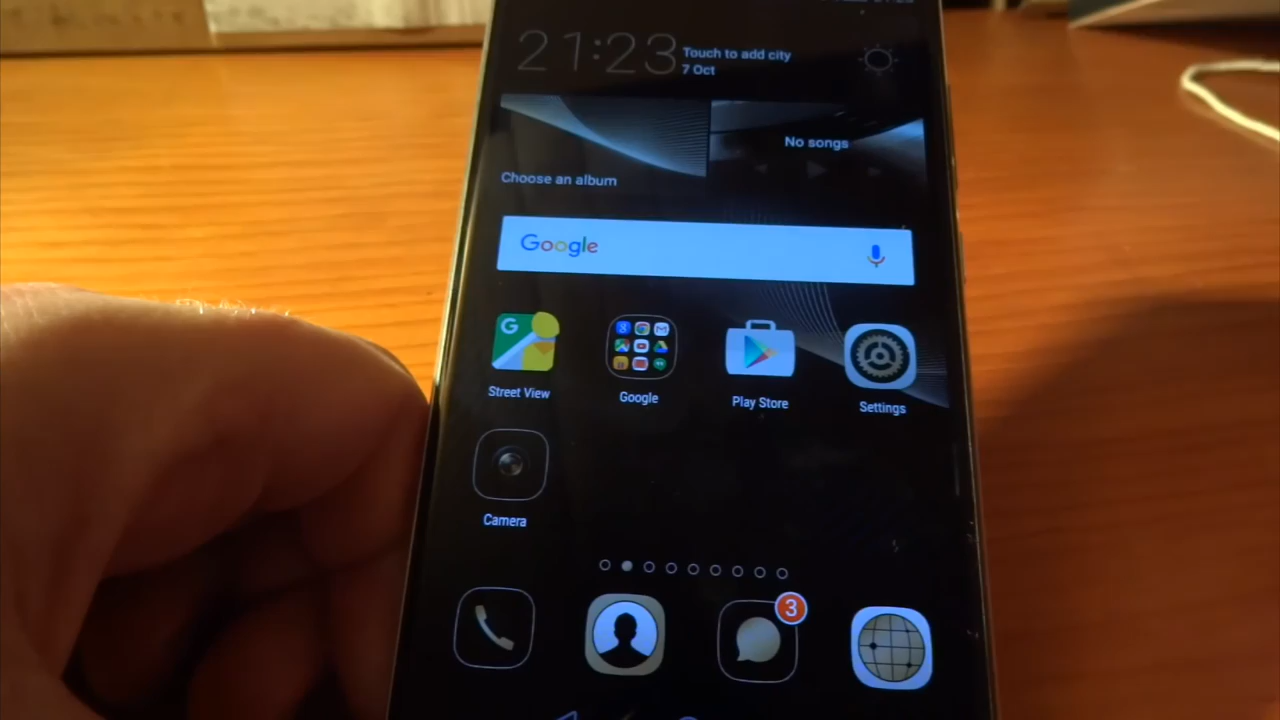 21:23
Touch to add city
7 Oct
No songs
Choose an album
Google
G
Street View
Google
Play Store
Settings
Camera
3